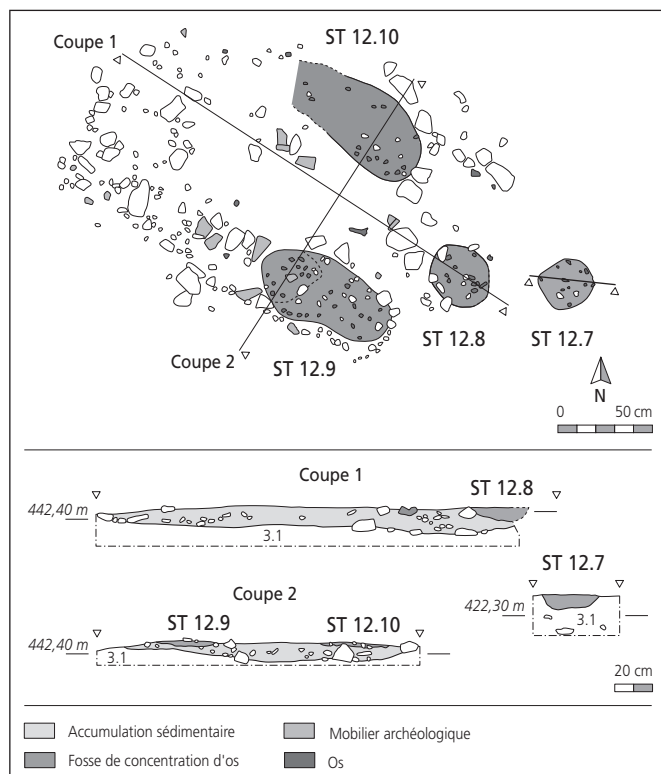 Coupe 1
ST 12.10
Coupe 2
ST 12.9
ST 12.8
ST 12.7
N
0 50 cm
Coupe 1
ST 12.8
442,40 m
3.1
ST 12.7
Coupe 2
422,30 m
3.1
ST 12.9
ST 12.10
442,40 m
3.1
20 cm
Accumulation sédimentaire
Mobilier archéologique
Fosse de concentration d'os
Os